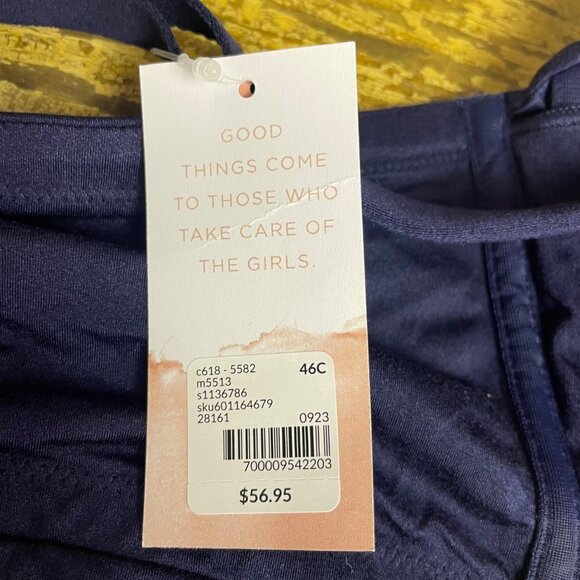 GOOD
THINGS COME
TO THOSE WHO
TAKE CARE OF
THE GIRLS.
c618 - 5582 46C
m5513
s1136786
sku601164679
28161 0923
700009542203
$56.95